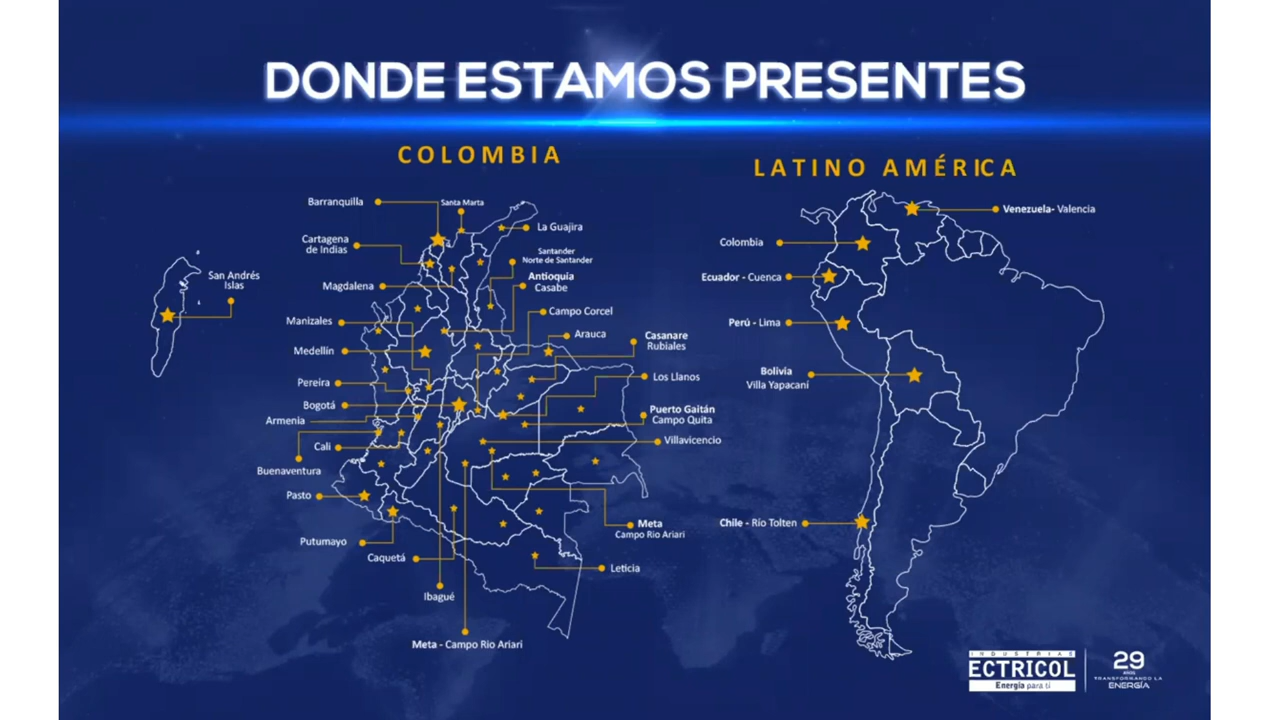 DONDE ESTAMOS PRESENTES
COLOMBIA
LATINO AMÉRICA
Barranquilla
Santa Marta
La Guajira
Cartagena
de Indias
Santander
Norte de Santander
Antioquia
Casabe
San Andrés
Islas
Magdalena
Campo Corcel
Manizales
Arauca
Casanare
Rubiales
Medellín
Los Llanos
Pereira
Bogotá
Puerto Gaitán
Campo Quita
Armenia
Villavicencio
Cali
Buenaventura
Pasto
Meta
Campo Rio Ariari
Putumayo
Caquetá
Leticia
Ibagué
Meta - Campo Rio Ariari
Venezuela- Valencia
Colombia
Ecuador - Cuenca
Perú - Lima
Bolivia
Villa Yapacaní
Chile - Río Tolten
INDUSTRIAS
ECTRICOL
Energía para ti
29
AÑOS
TRANSFORMANDO LA
ENERGÍA